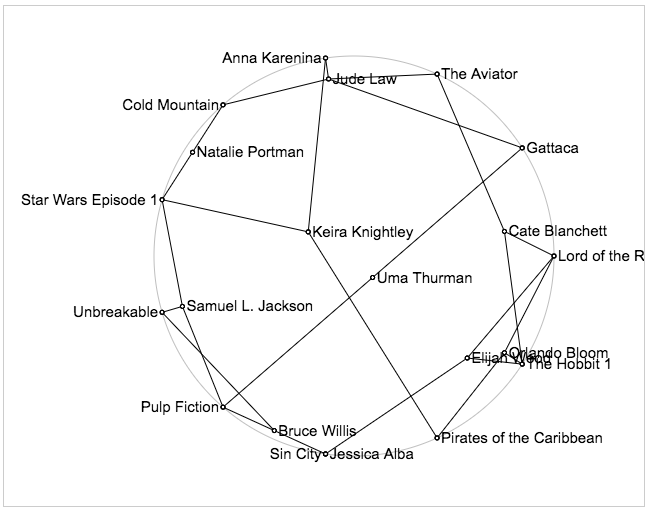 Anna Karenina
Jude Law
The Aviator
Cold Mountain
Gattaca
Natalie Portman
Star Wars Episode 1
Keira Knightley
Cate Blanchett
Lord of the R
Uma Thurman
Samuel L. Jackson
Unbreakable
Orlando Bloom
Elijah Wood
The Hobbit 1
Pulp Fiction
Bruce Willis
Pirates of the Caribbean
Sin City
Jessica Alba